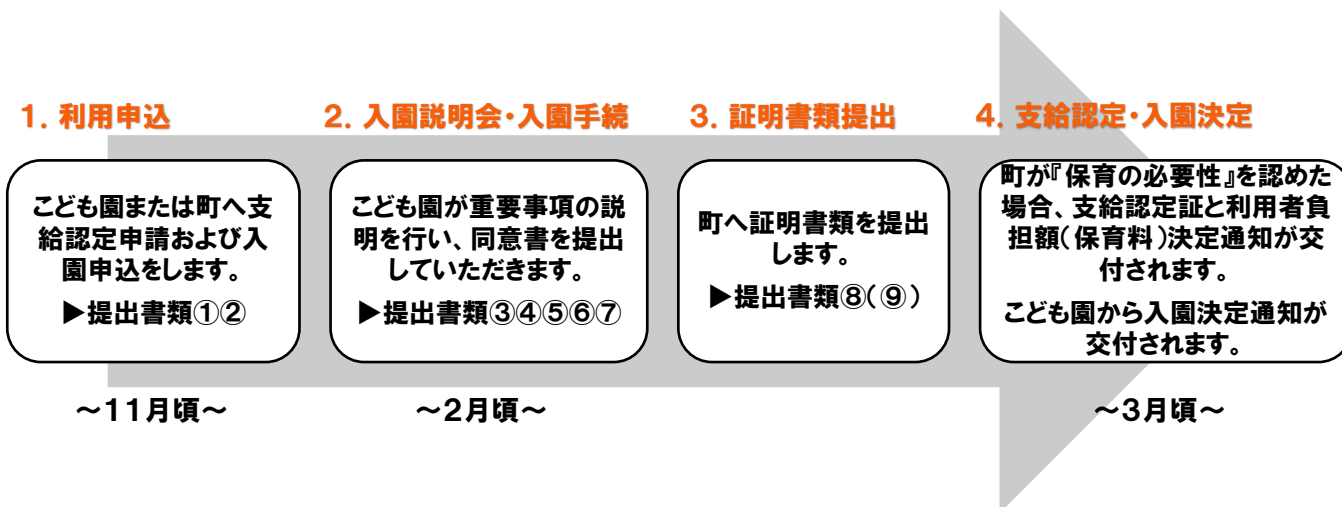 1. 利用申込
こども園または町へ支
給認定申請および入
園申込をします。
▶提出書類①②
～11月頃～
2. 入園説明会・入園手続
こども園が重要事項の説
明を行い、同意書を提出
していただきます。
▶提出書類③④⑤⑥⑦
～2月頃～
3. 証明書類提出
町へ証明書類を提出
します。
▶提出書類⑧(⑨)
4. 支給認定・入園決定
町が『保育の必要性』を認めた
場合、支給認定証と利用者負
担額(保育料)決定通知が交
付されます。
こども園から入園決定通知が
交付されます。
～3月頃～